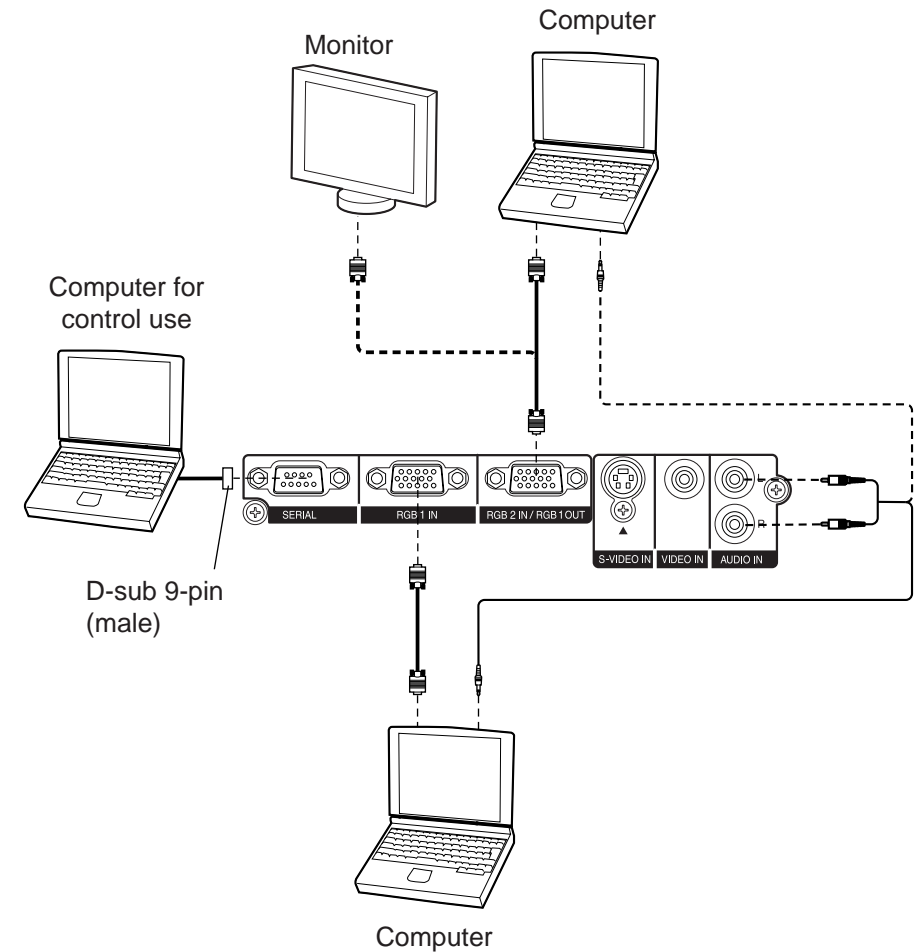 Computer
Monitor
Computer for
control use
SERIAL
RGB 1 IN
RGB 2 IN / RGB 1 OUT
S-VIDEO IN
VIDEO IN
AUDIO IN
L
R
D-sub 9-pin
(male)
Computer